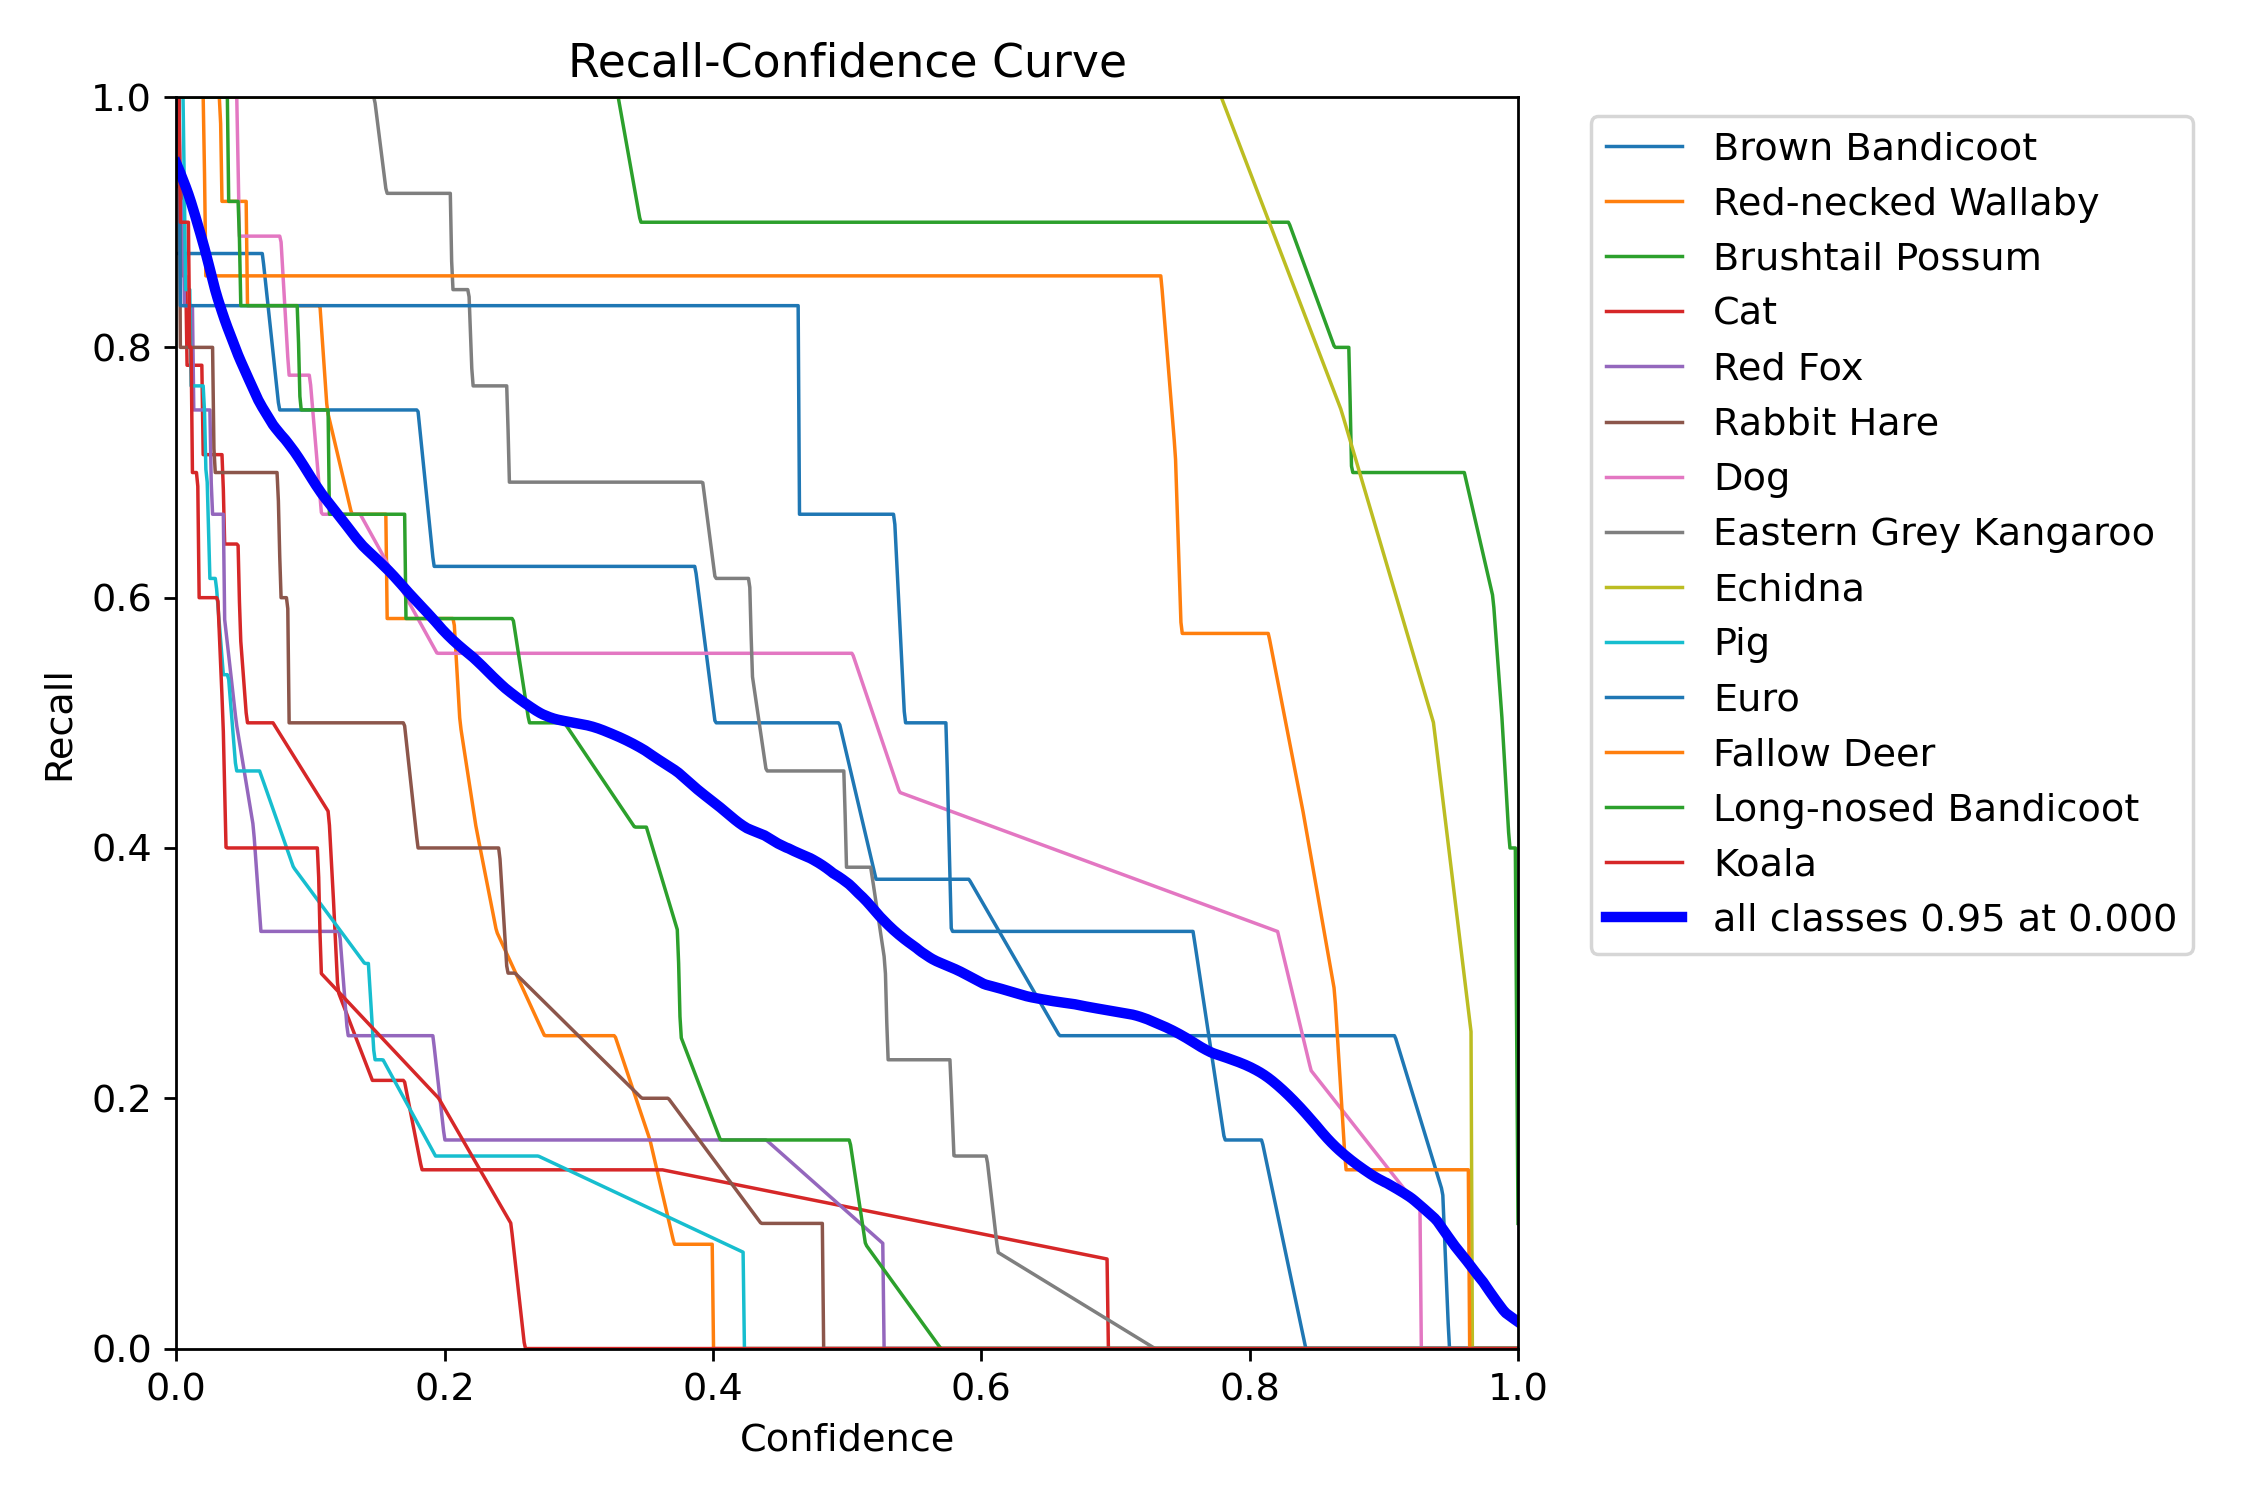 Recall-Confidence Curve
1.0
0.8
0.6
0.4
0.2
0.0
Recall
0.0 0.2 0.4 0.6 0.8 1.0
Confidence
Brown Bandicoot
Red-necked Wallaby
Brushtail Possum
Cat
Red Fox
Rabbit Hare
Dog
Eastern Grey Kangaroo
Echidna
Pig
Euro
Fallow Deer
Long-nosed Bandicoot
Koala
all classes 0.95 at 0.000